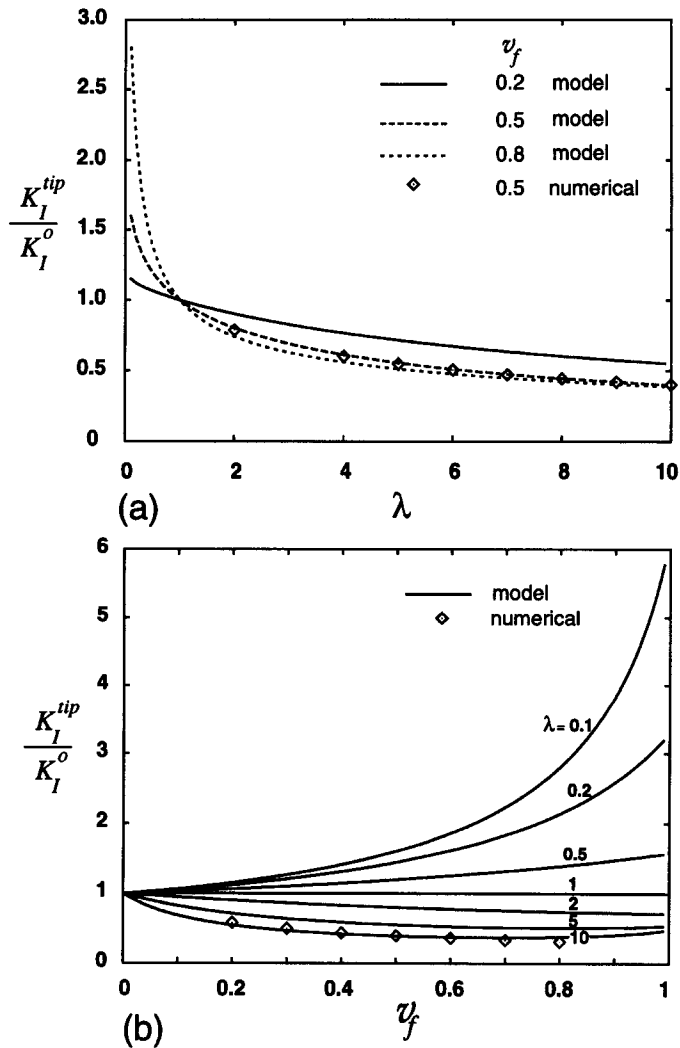 3.0
2.5
2.0
1.5
1.0
0.5
0
K_I^{tip}
K_I^o
v_f
0.2 model
0.5 model
0.8 model
0.5 numerical
0 2 4 6 8 10
(a) λ
6
5
4
3
2
1
0
K_I^{tip}
K_I^o
model
numerical
λ = 0.1
0.2
0.5
1
2
5
10
0 0.2 0.4 0.6 0.8 1
(b) v_f